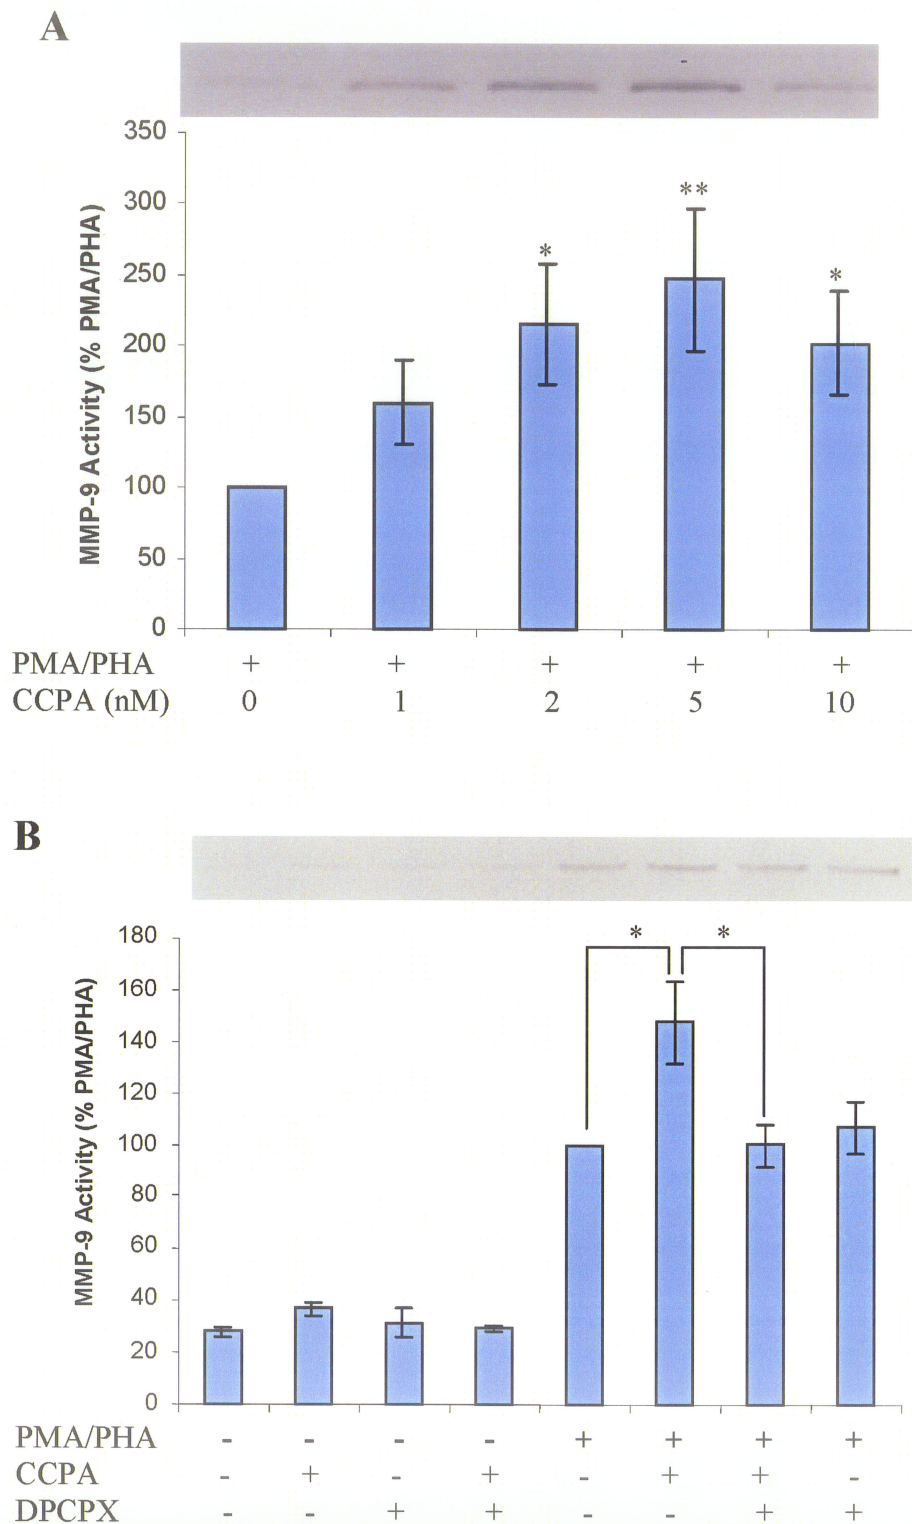 A
350
300
250
200
150
100
50
0
MMP-9 Activity (% PMA/PHA)
*
**
*
PMA/PHA + + + + +
CCPA (nM) 0 1 2 5 10
B
180
160
140
120
100
80
60
40
20
0
MMP-9 Activity (% PMA/PHA)
* *
PMA/PHA - - - - + + + +
CCPA - + - + - + + -
DPCPX - - + + - - + +